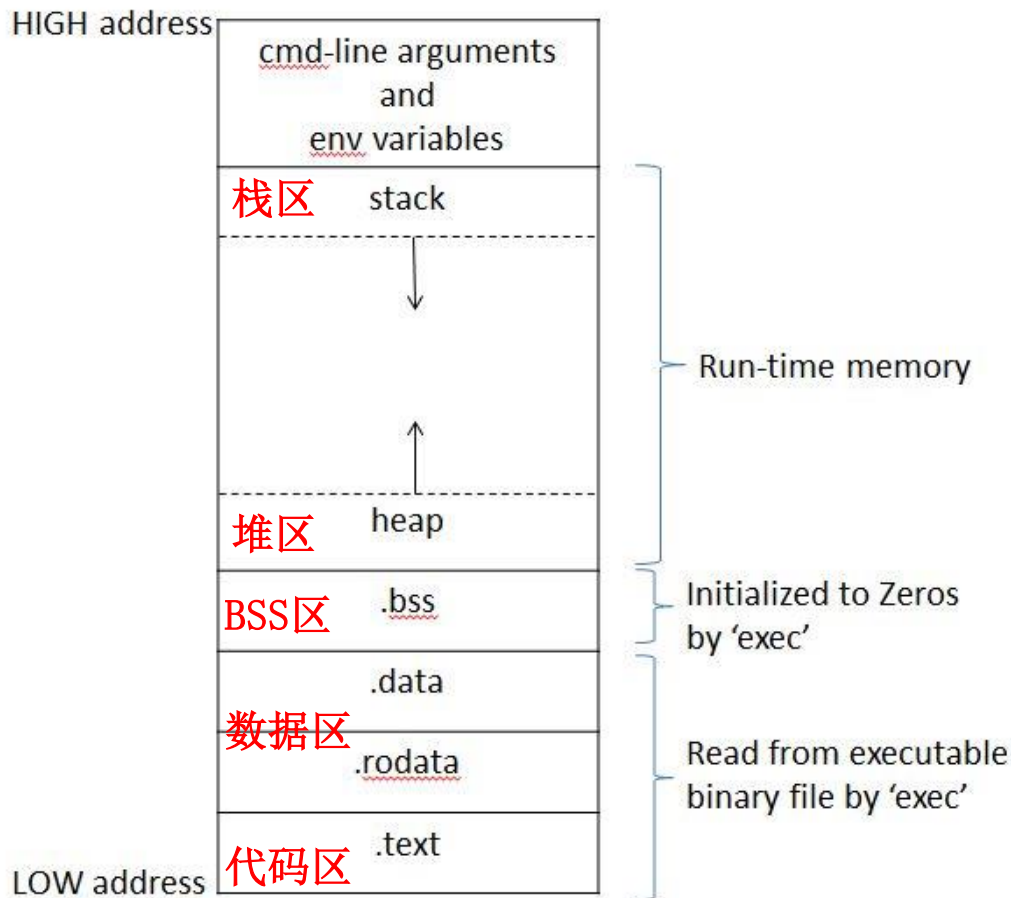 HIGH address
cmd-line arguments
and
env variables
栈区 stack
Run-time memory
堆区 heap
BSS区 .bss
Initialized to Zeros
by ‘exec’
.data
数据区
.rodata
Read from executable
binary file by ‘exec’
代码区 .text
LOW address